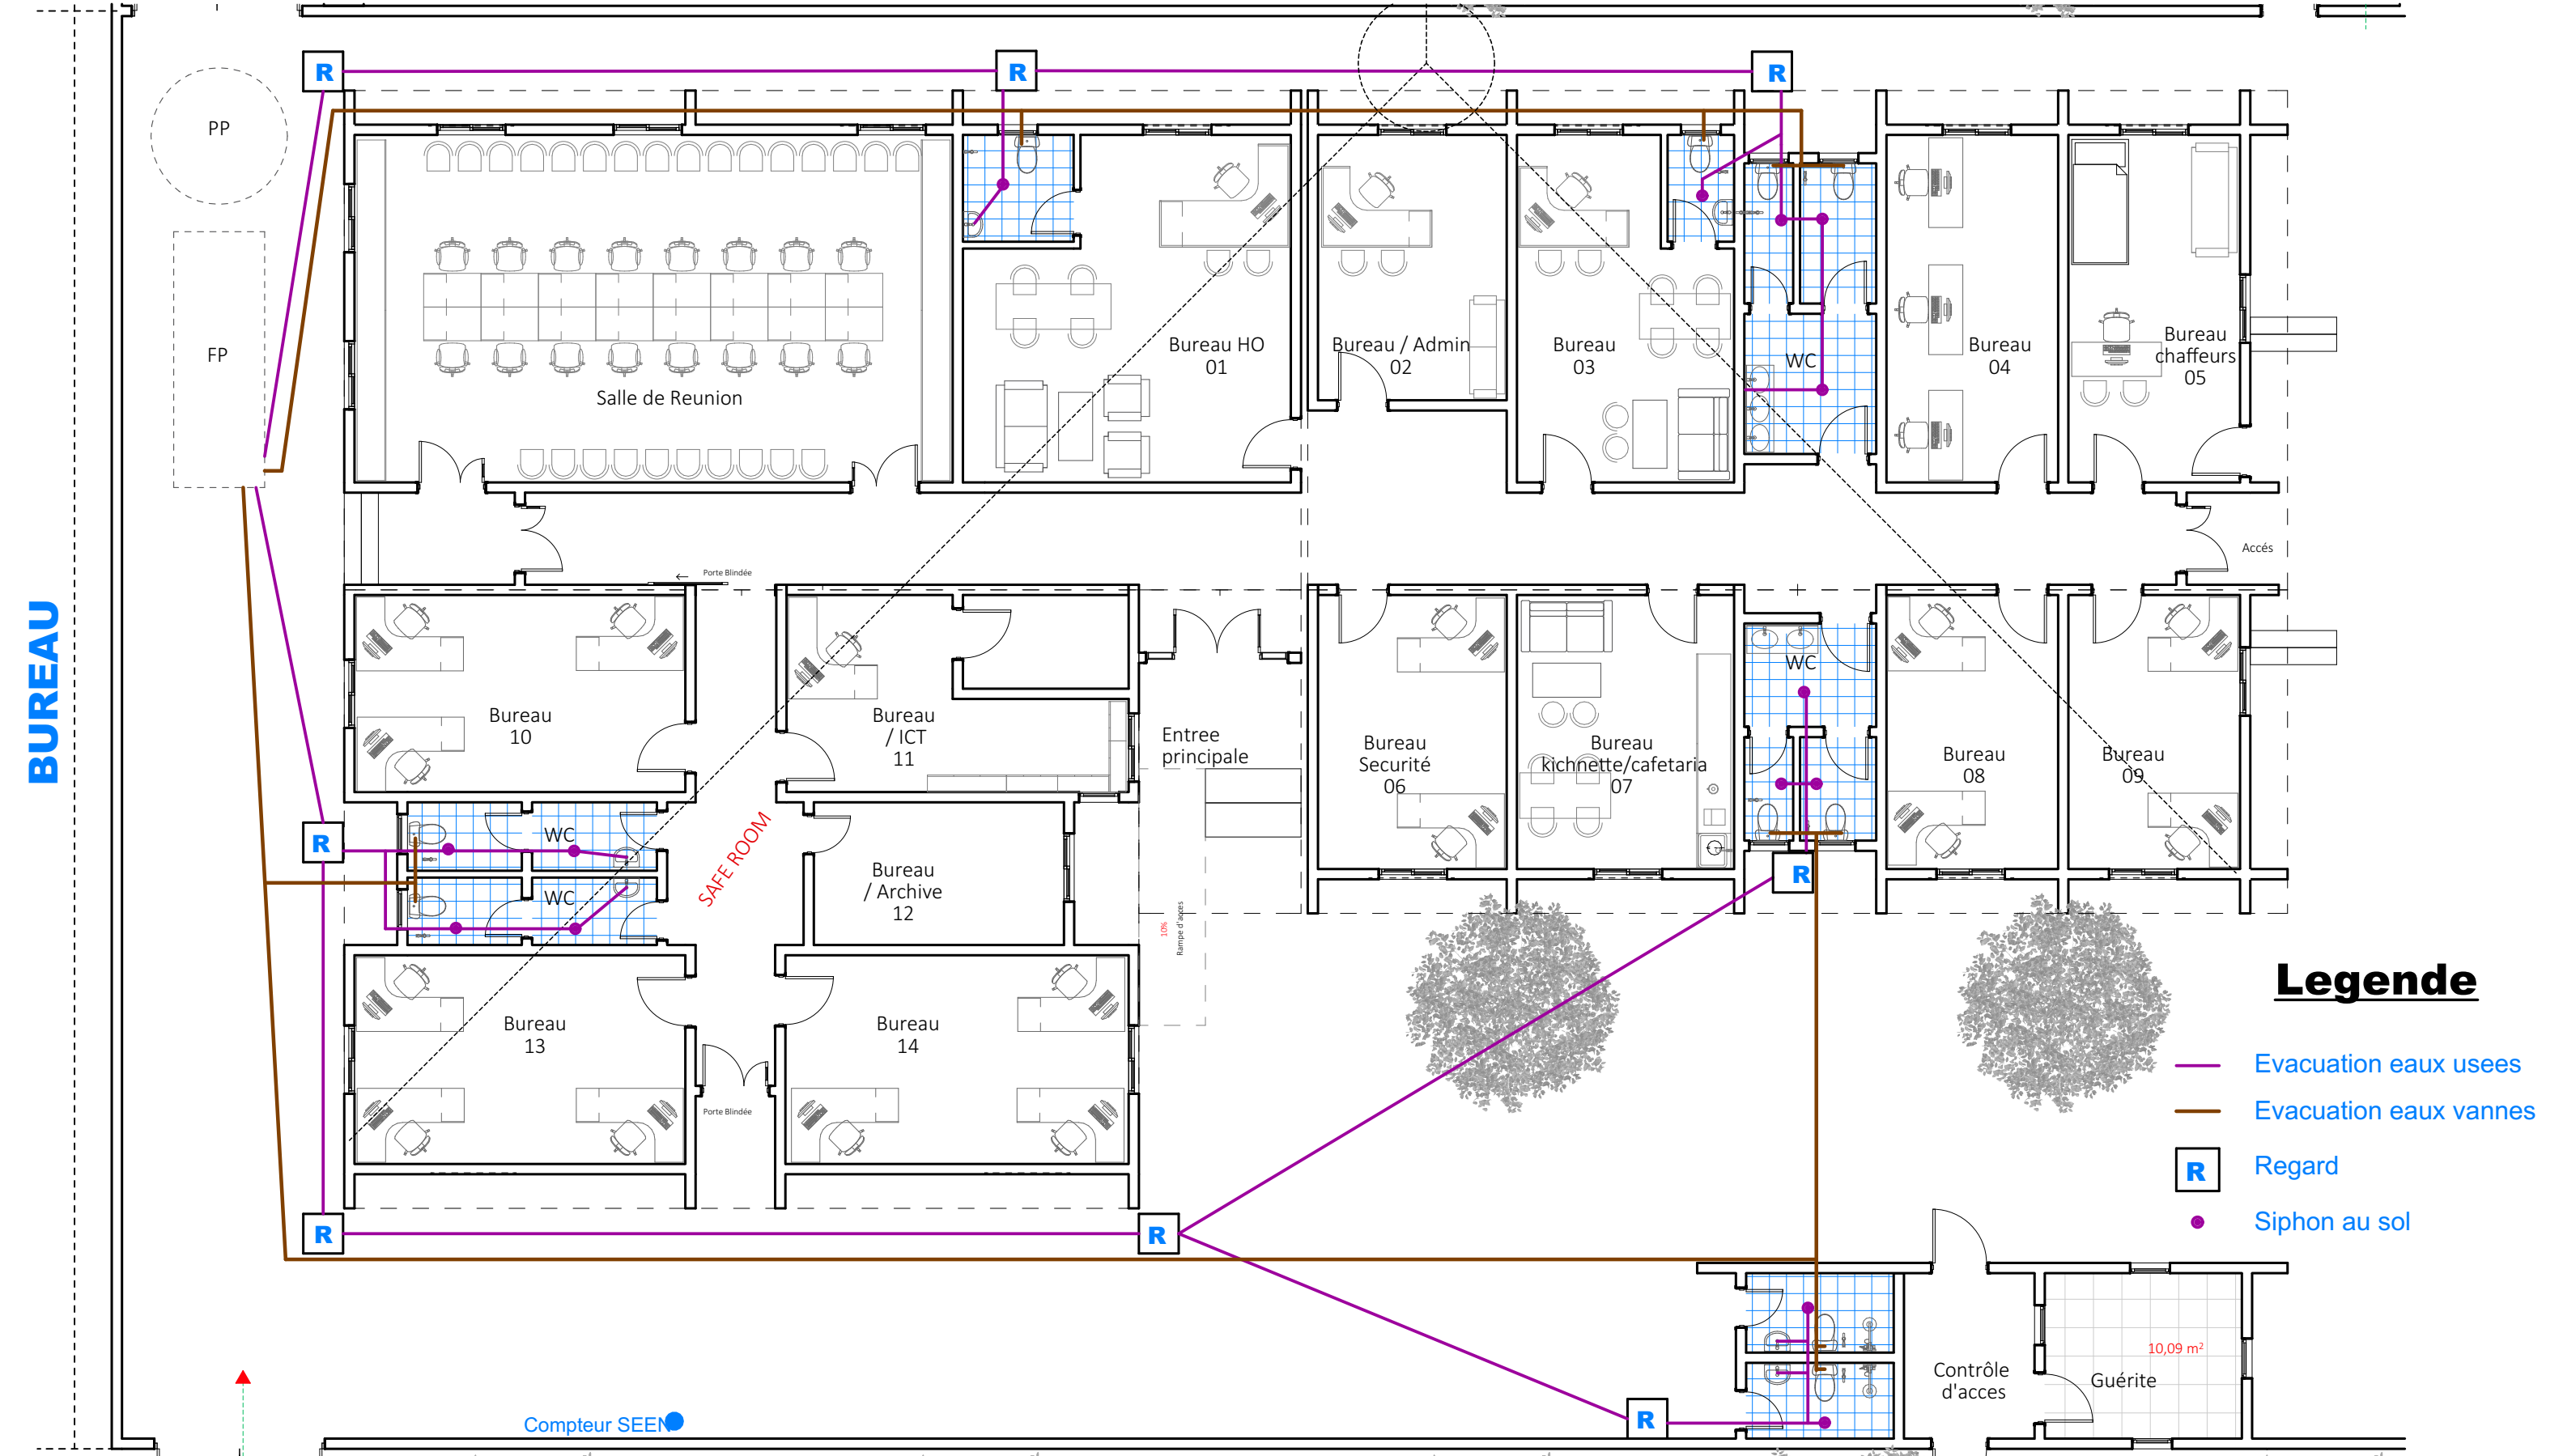 R
R
R
PP
FP
Bureau HO
01
Bureau / Admin
02
Bureau
03
WC
Bureau
04
Bureau
chaffeurs
05
Salle de Reunion
Accés
Porte Blindée
BUREAU
Bureau
10
Bureau
/ ICT
11
Entree
principale
Bureau
Securité
06
Bureau
kichnette/cafetaria
07
WC
Bureau
08
Bureau
09
R
WC
WC
SAFE ROOM
Bureau
/ Archive
12
R
10%
Rampe d'acces
Bureau
13
Bureau
14
Porte Blindée
Legende
Evacuation eaux usees
Evacuation eaux vannes
R
Regard
Siphon au sol
R
R
10,09 m²
Contrôle
d'acces
Guérite
R
Compteur SEEN